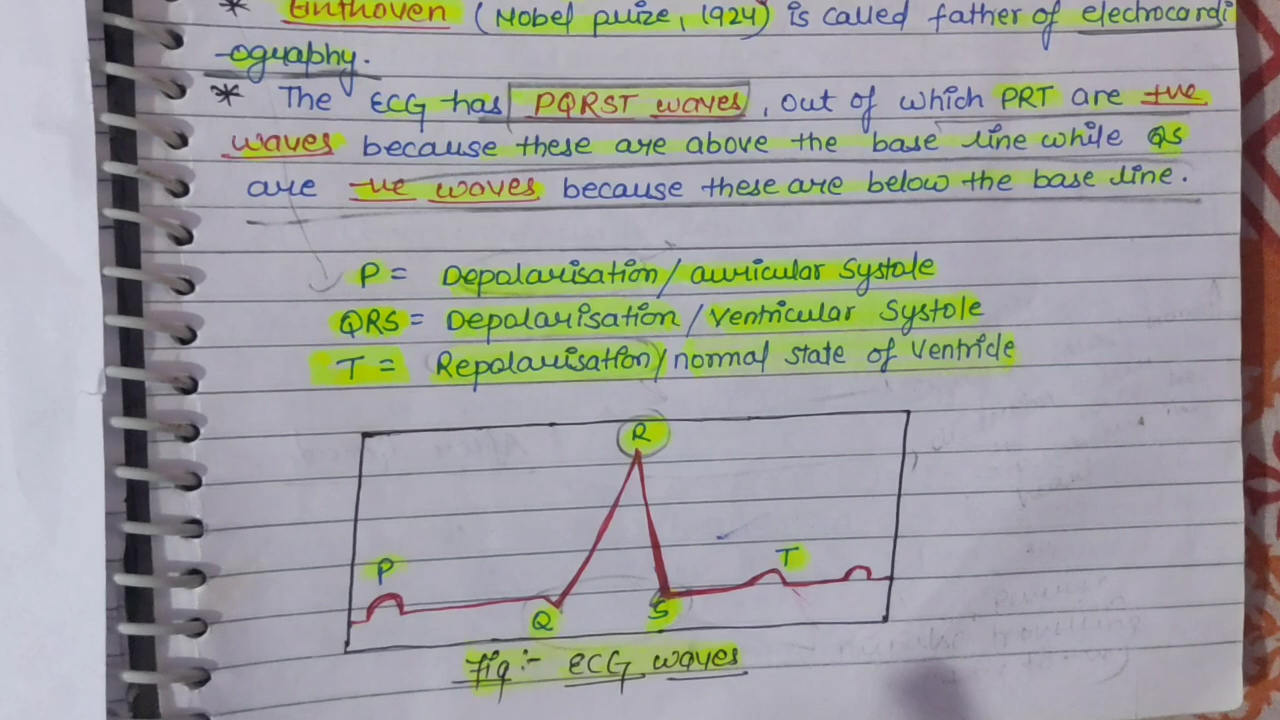 * Einthoven (Nobel prize, 1924) is called father of electrocardi
-ography.
* The ECG has PQRST waves, out of which PRT are +ve
waves because these are above the base line while QS
are -ve waves because these are below the base line.
P = Depolarisation/auricular systole
QRS = Depolarisation/ventricular systole
T = Repolarisation/normal state of ventricle
R
P
T
Q
S
fig:- ECG waves